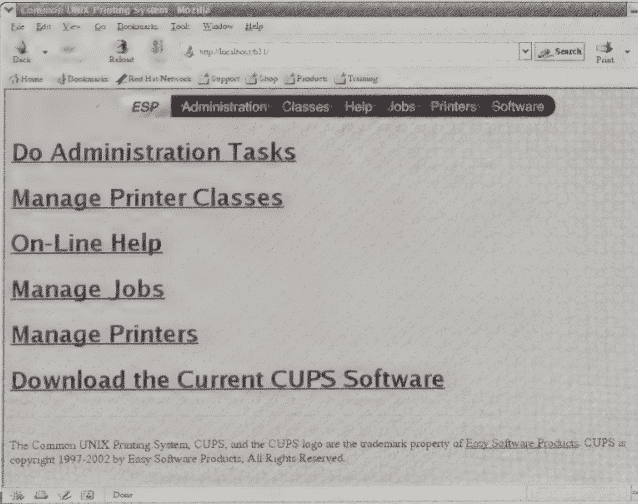 Common UNIX Printing System - Mozilla
File Edit View Go Bookmarks Tools Window Help
Back Reload http://localhost:631/ Search Print
Home Bookmarks Red Hat Network Support Shop Products Training
ESP Administration Classes Help Jobs Printers Software
Do Administration Tasks
Manage Printer Classes
On-Line Help
Manage Jobs
Manage Printers
Download the Current CUPS Software
The Common UNIX Printing System, CUPS, and the CUPS logo are the trademark property of Easy Software Products. CUPS is
copyright 1997-2002 by Easy Software Products, All Rights Reserved.
Done